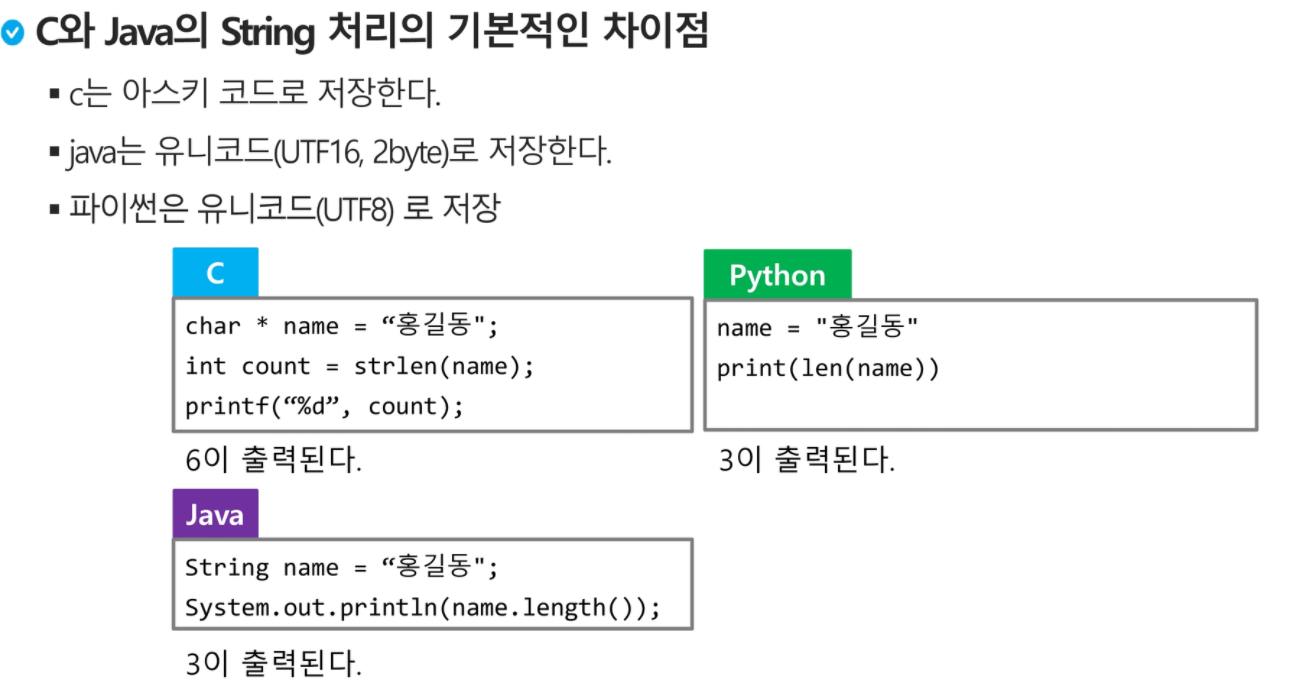 C와 Java의 String 처리의 기본적인 차이점
▪ c는 아스키 코드로 저장한다.
▪ java는 유니코드(UTF16, 2byte)로 저장한다.
▪ 파이썬은 유니코드(UTF8) 로 저장
C
char * name = “홍길동";
int count = strlen(name);
printf(“%d”, count);
6이 출력된다.
Python
name = "홍길동"
print(len(name))
3이 출력된다.
Java
String name = “홍길동";
System.out.println(name.length());
3이 출력된다.